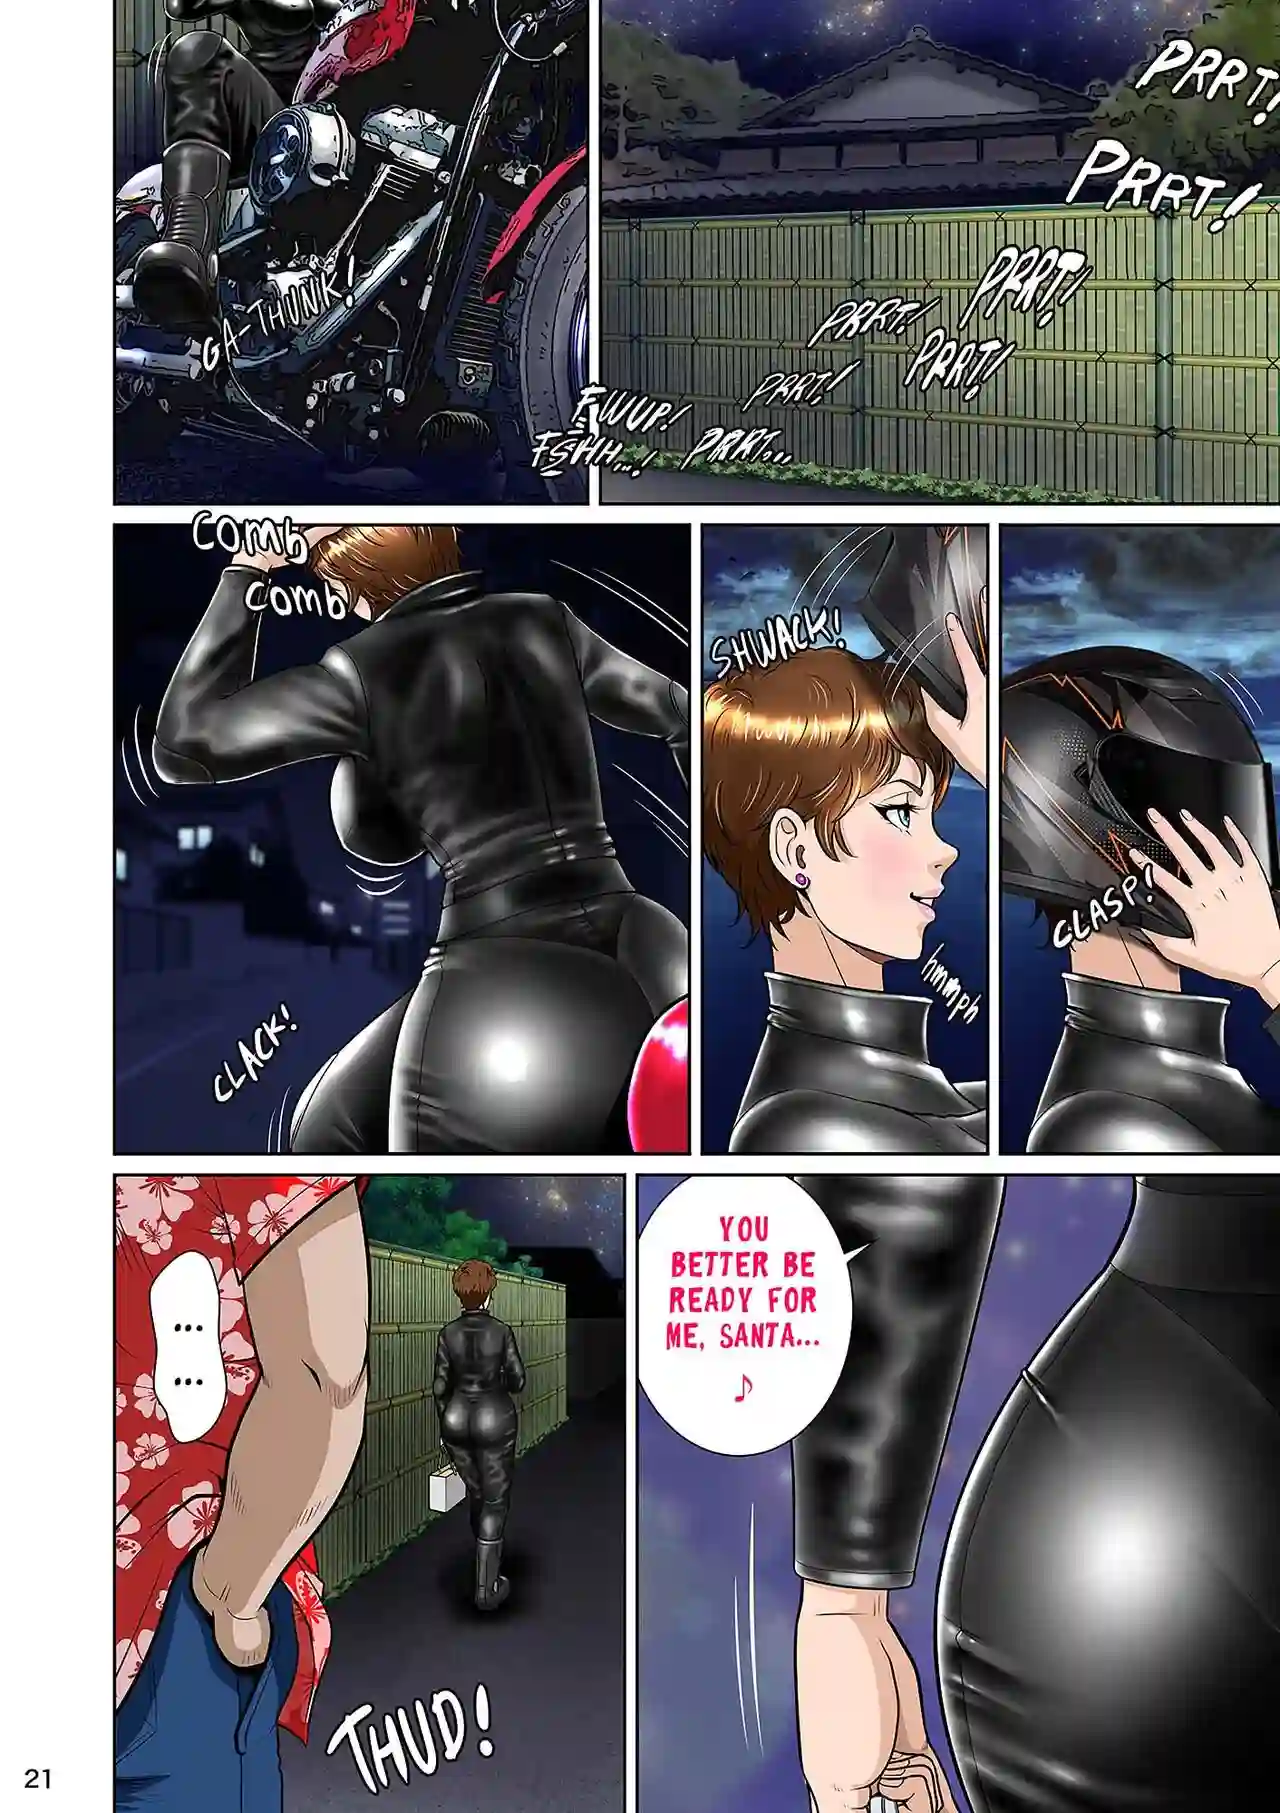 PRRT!
PRRT!
PRRT!
PRRT!
PRRT!
PRRT!
PRRT...
FWUP!
FSHH...!
GA-THUNK!
CLASP!
SHWACK!
hmmph
COMB
COMB
CLACK!
YOU
BETTER BE
READY FOR
ME, SANTA...
♪
...
...
THUD!
21